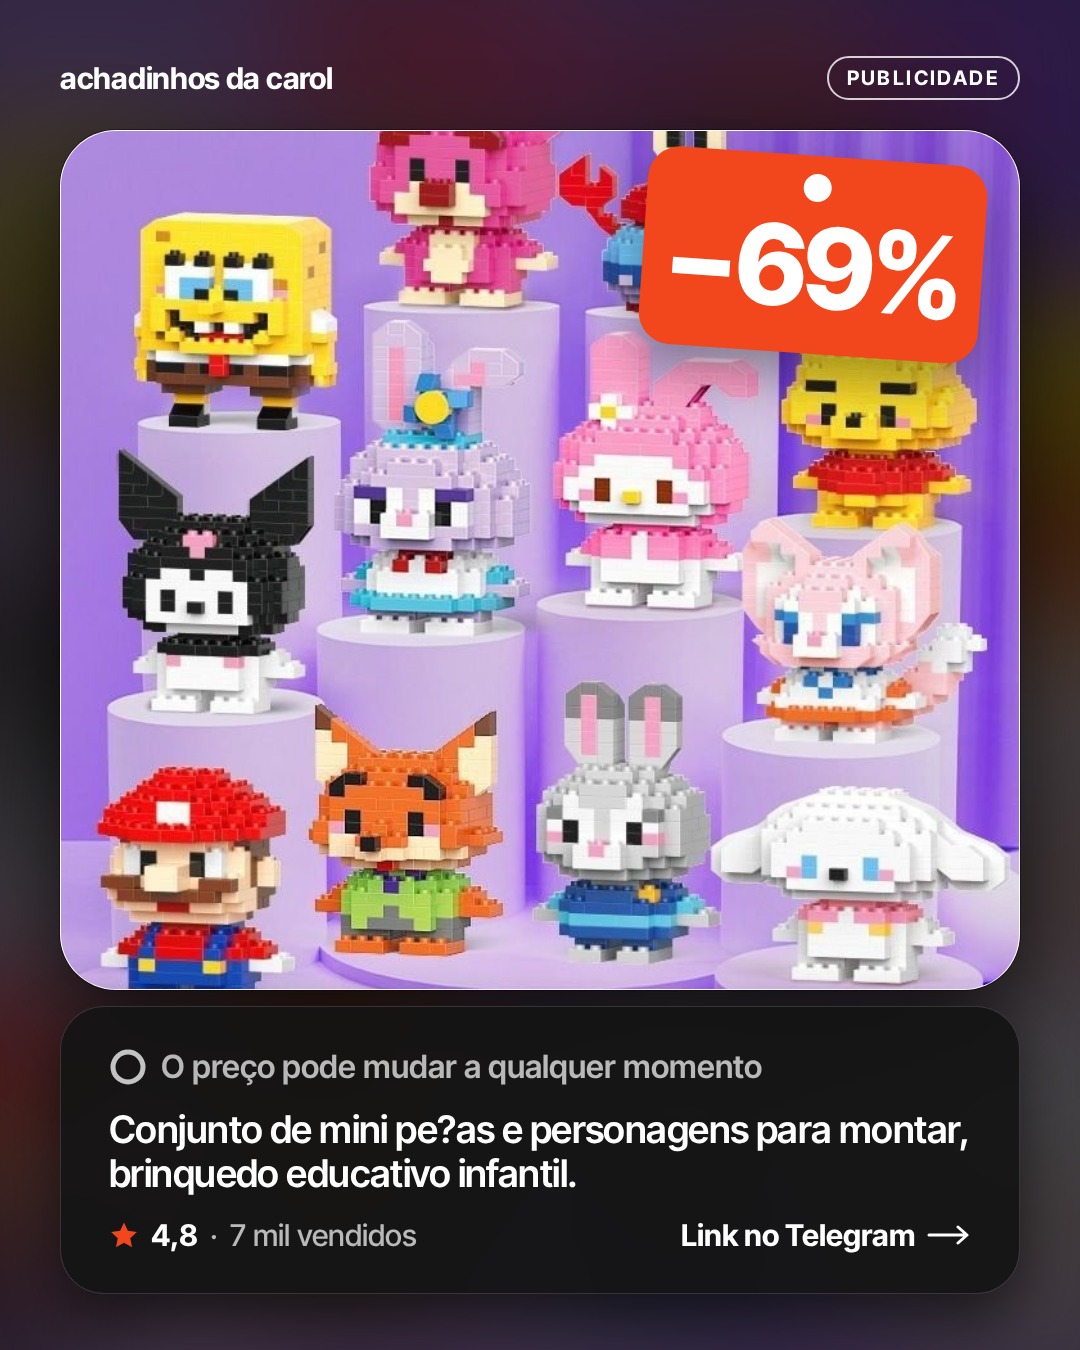 achadinhos da carol
PUBLICIDADE
–69%
O preço pode mudar a qualquer momento
Conjunto de mini pe?as e personagens para montar,
brinquedo educativo infantil.
4,8 · 7 mil vendidos
Link no Telegram →